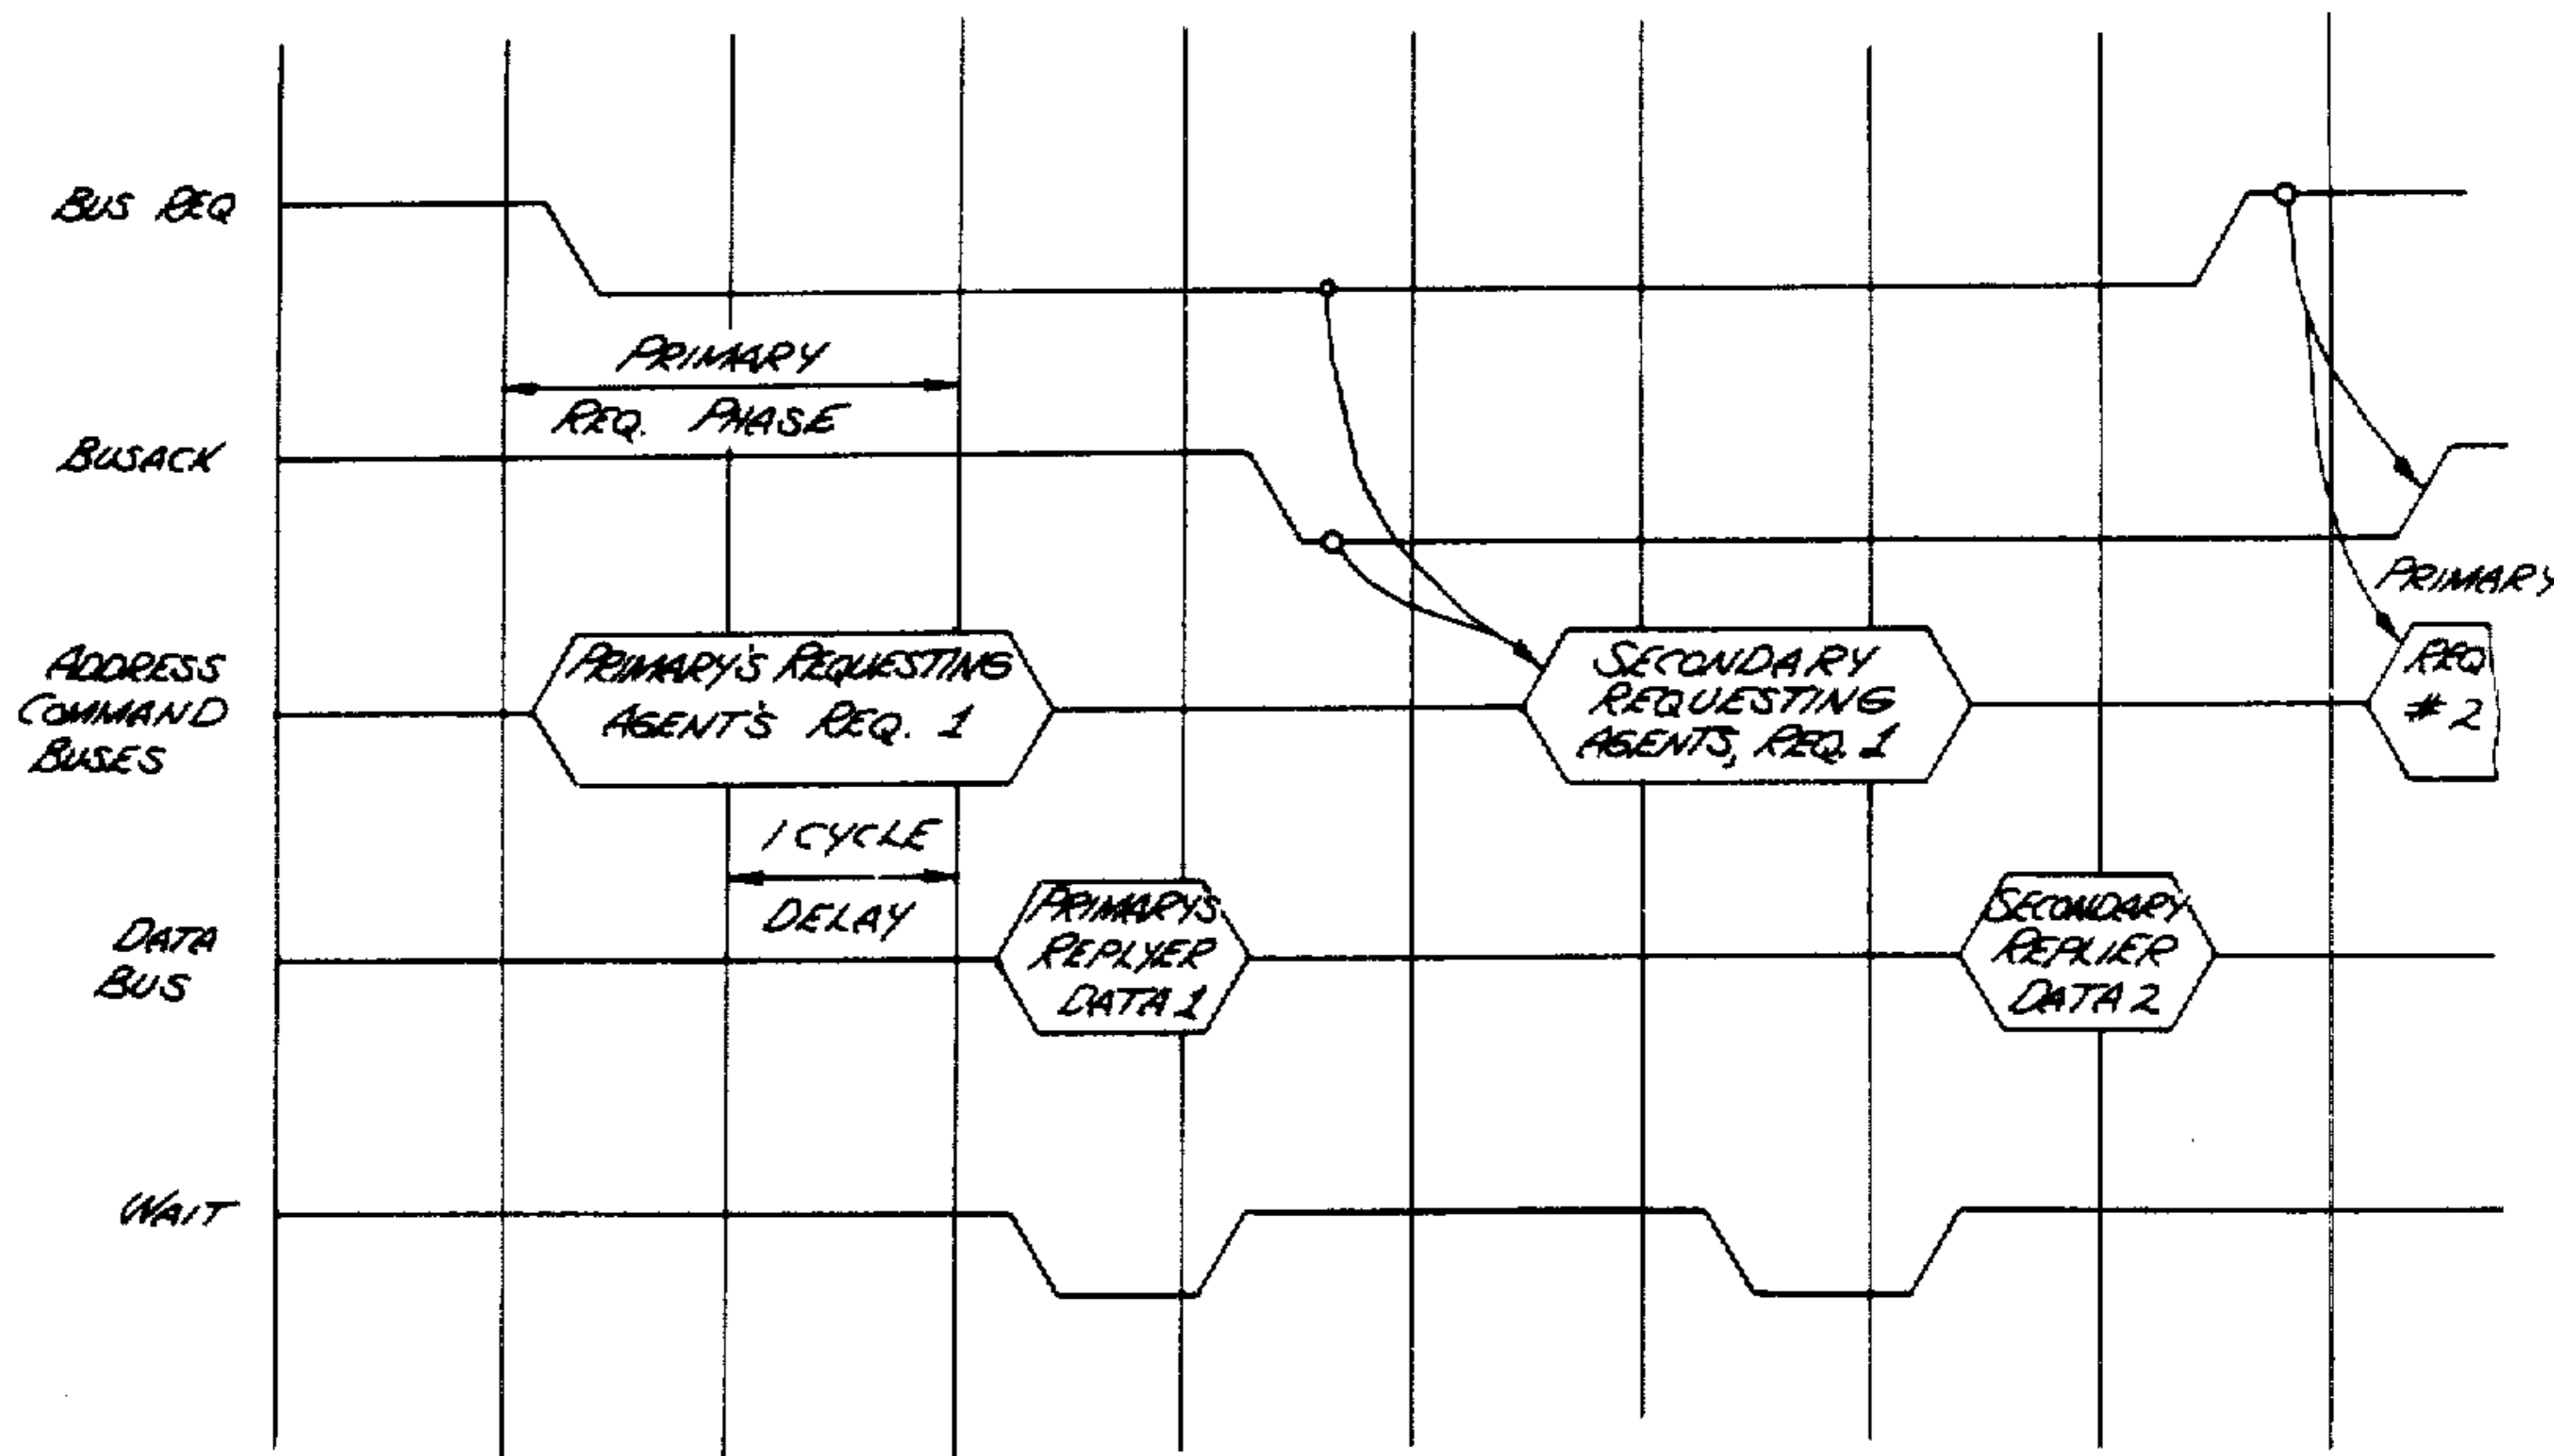 BUS REQ
PRIMARY
REQ. PHASE
BUSACK
PRIMARY
ADDRESS
COMMAND
BUSES
PRIMARY'S REQUESTING
AGENT'S REQ. 1
SECONDARY
REQUESTING
AGENTS, REQ. 1
REQ
# 2
1 CYCLE
DELAY
DATA
BUS
PRIMARYS
REPLYER
DATA 1
SECONDARY
REPLIER
DATA 2
WAIT